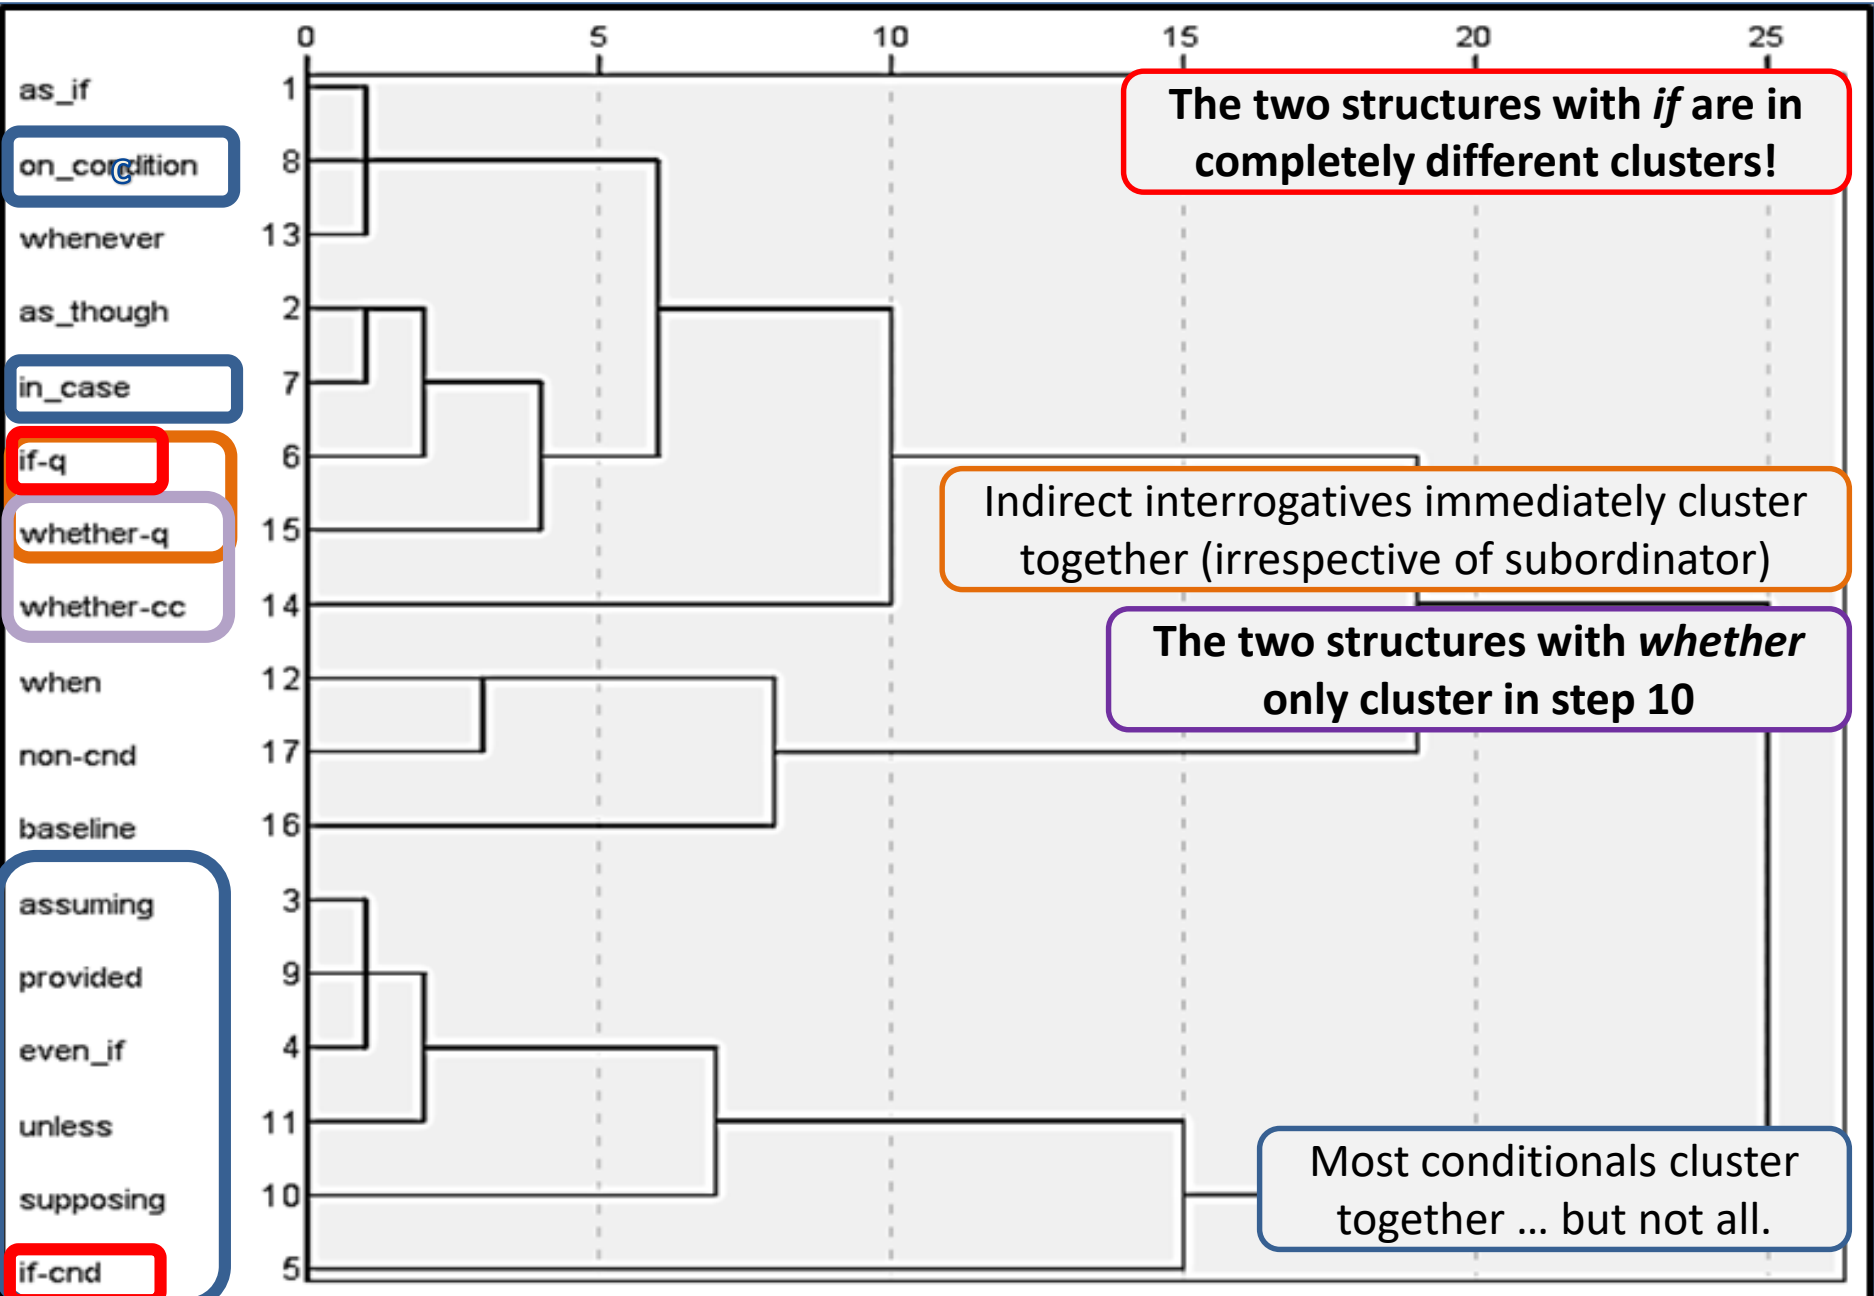 0 5 10 15 20 25
as_if 1
on_condition 8
C
whenever 13
as_though 2
in_case 7
if-q 6
whether-q 15
whether-cc 14
when 12
non-cnd 17
baseline 16
assuming 3
provided 9
even_if 4
unless 11
supposing 10
if-cnd 5
The two structures with if are in
completely different clusters!
Indirect interrogatives immediately cluster
together (irrespective of subordinator)
The two structures with whether
only cluster in step 10
Most conditionals cluster
together ... but not all.